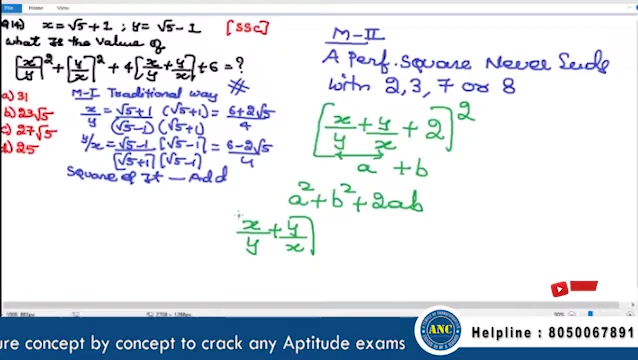 Q14) x = √5 + 1 ; y = √5 - 1 [SSC]
what Is the Value of
[x/y]² + [y/x]² + 4[x/y + y/x] + 6 = ?
a) 31
b) 23√5
c) 27√5
d) 25
M-I Traditional way
x/y = √5+1/(√5-1) (√5+1)/(√5+1) = 6+2√5/4
y/x = √5-1/[√5+1] [√5-1]/[√5-1] = 6-2√5/4
Square of It — Add
M-II
A Perf. Square Never Ends
with 2, 3, 7 or 8
[x/y + y/x + 2]²
a + b
a² + b² + 2ab
x/y + y/x]
ANC
ure concept by concept to crack any Aptitude exams
Helpline : 8050067891